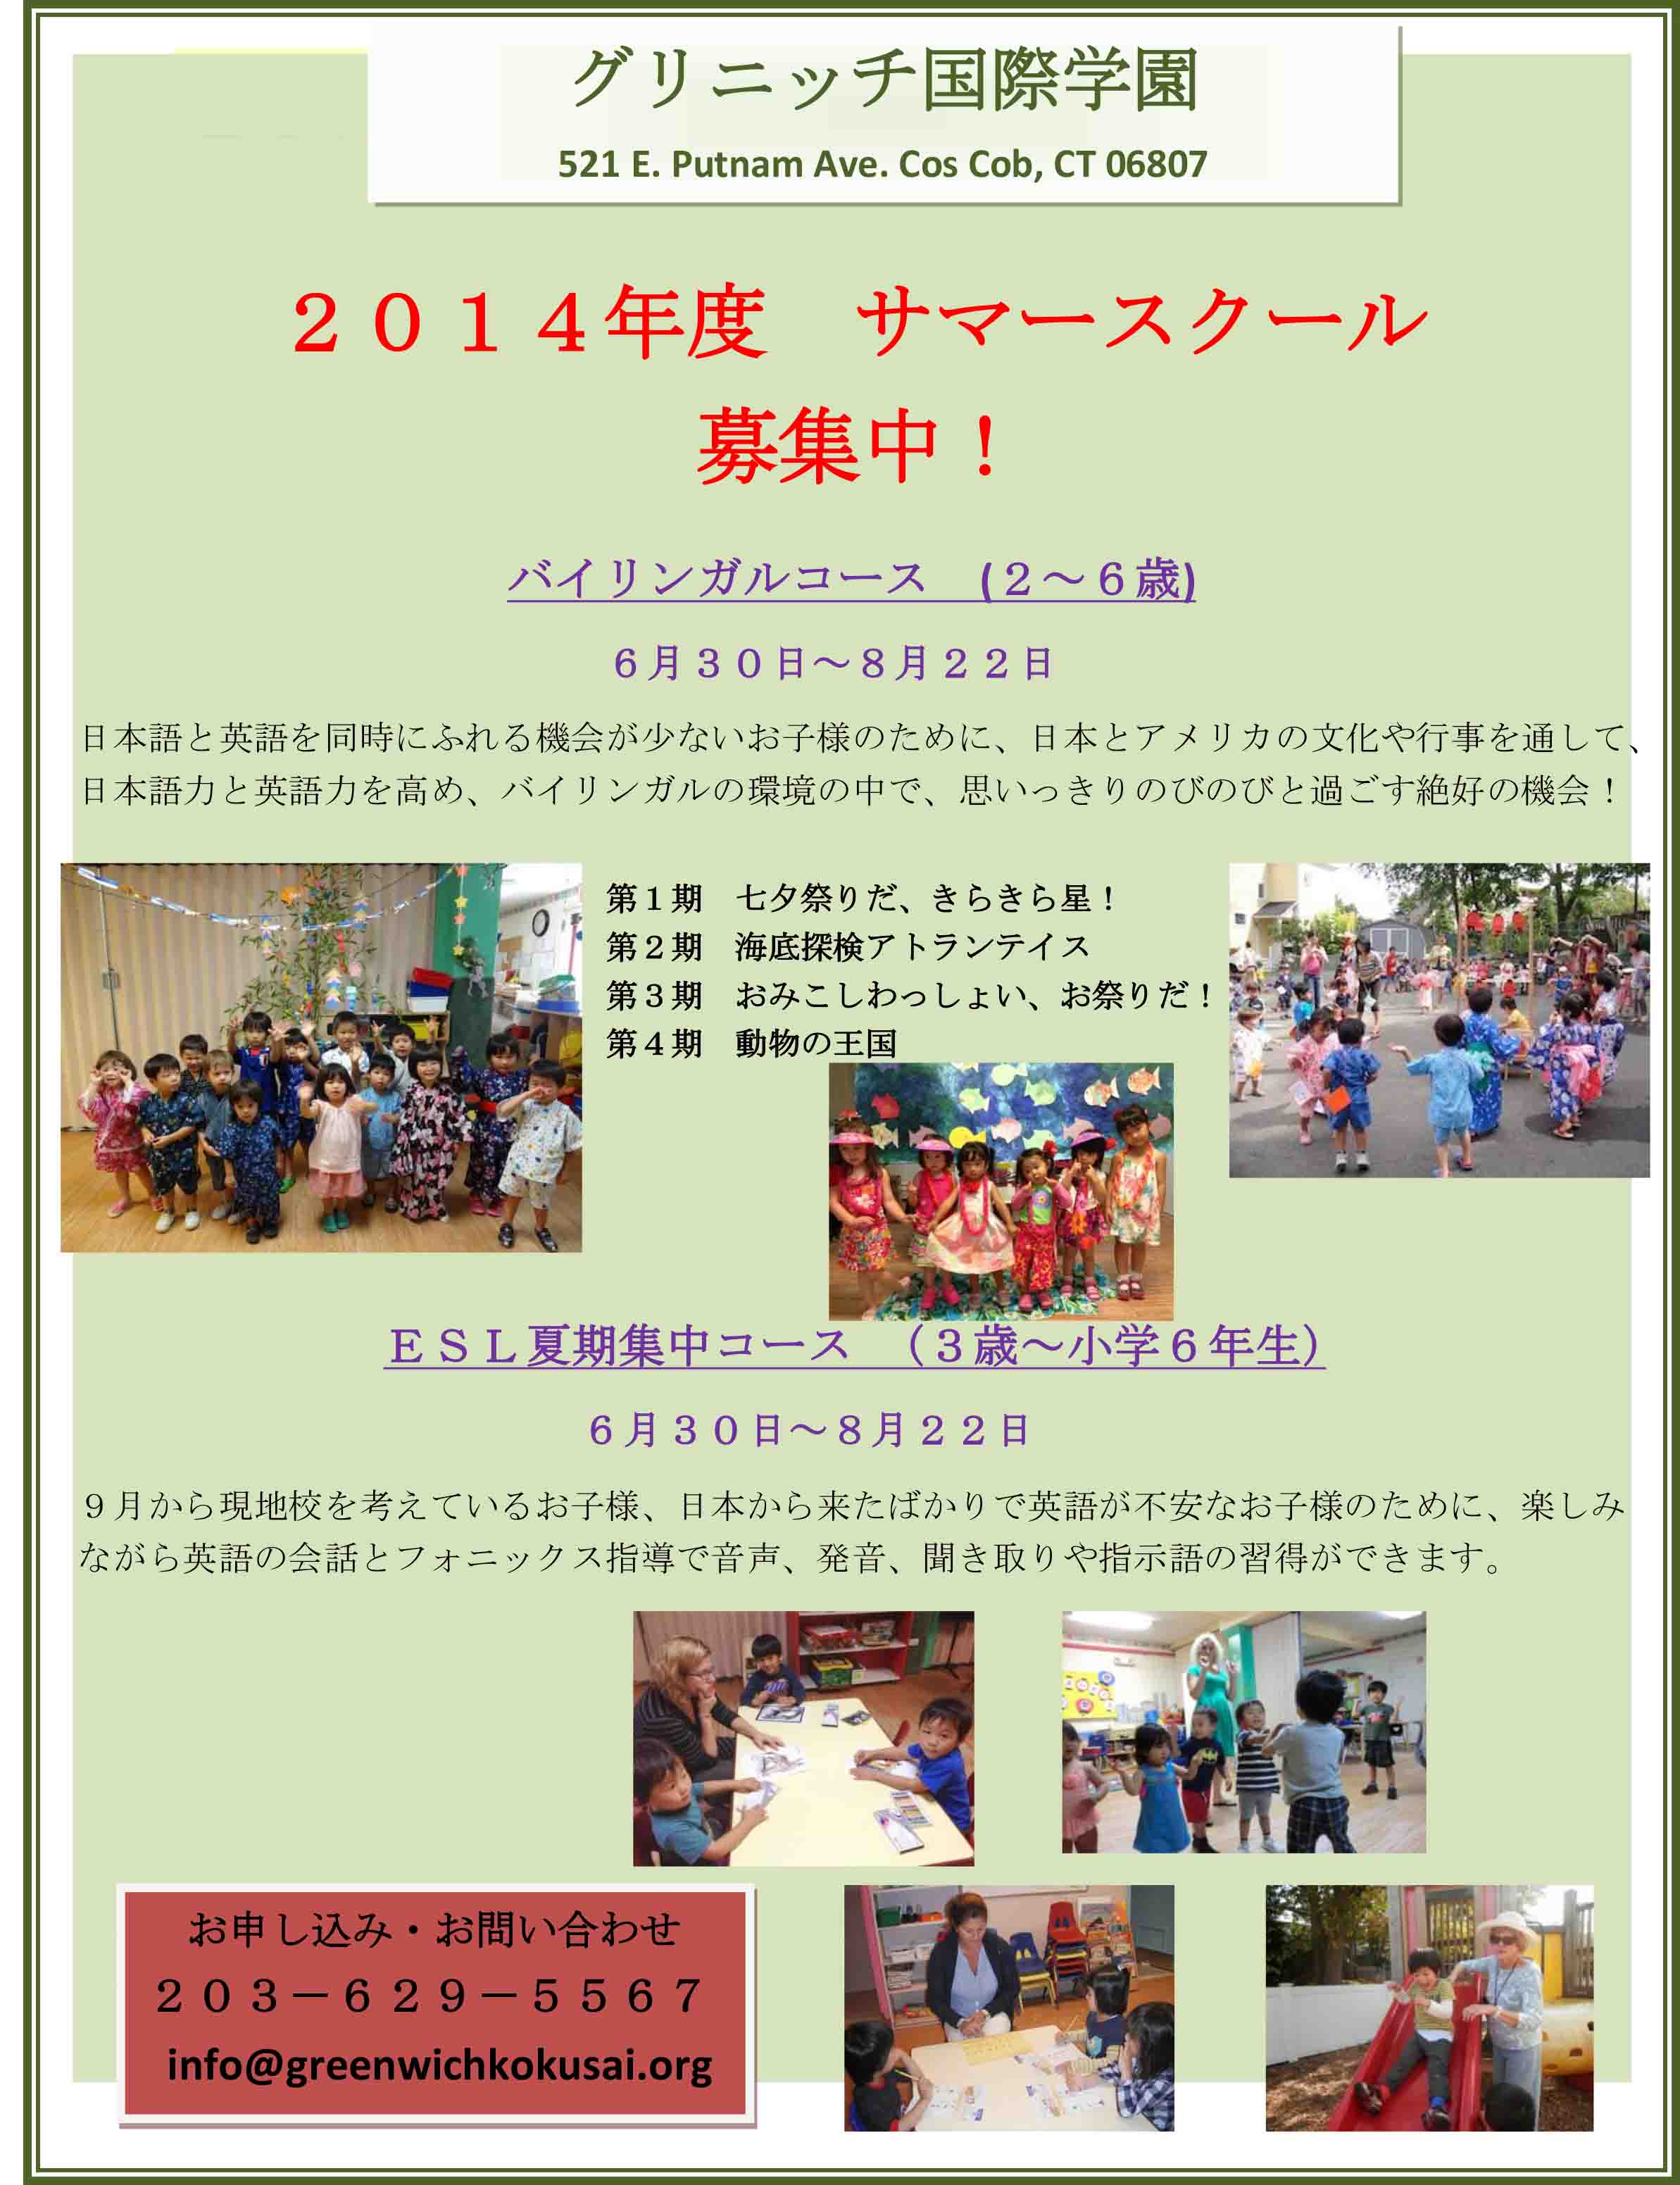 グリニッチ国際学園
521 E. Putnam Ave. Cos Cob, CT 06807
２０１４年度　サマースクール
募集中！
バイリンガルコース　(２～６歳)
６月３０日～８月２２日
日本語と英語を同時にふれる機会が少ないお子様のために、日本とアメリカの文化や行事を通して、
日本語力と英語力を高め、バイリンガルの環境の中で、思いっきりのびのびと過ごす絶好の機会！
第１期　七夕祭りだ、きらきら星！
第２期　海底探検アトランテイス
第３期　おみこしわっしょい、お祭りだ！
第４期　動物の王国
ＥＳＬ夏期集中コース　（３歳～小学６年生）
６月３０日～８月２２日
９月から現地校を考えているお子様、日本から来たばかりで英語が不安なお子様のために、楽しみ
ながら英語の会話とフォニックス指導で音声、発音、聞き取りや指示語の習得ができます。
お申し込み・お問い合わせ
２０３－６２９－５５６７
info@greenwichkokusai.org